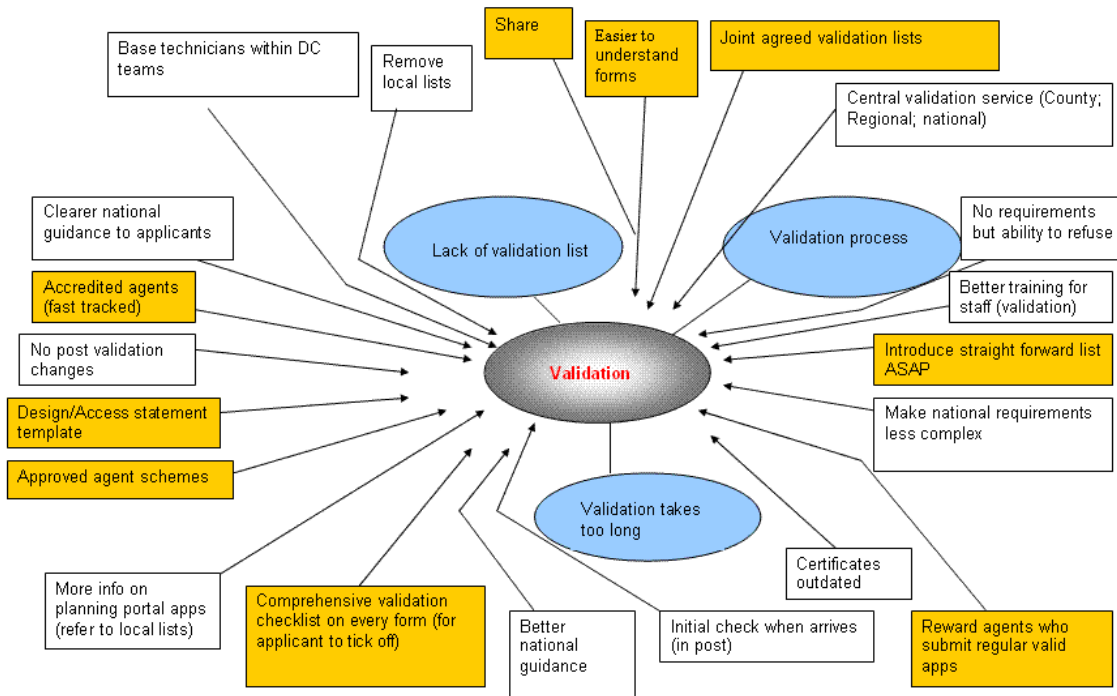 Share
Easier to
understand
forms
Joint agreed validation lists
Base technicians within DC
teams
Remove
local lists
Central validation service (County;
Regional; national)
Clearer national
guidance to applicants
Lack of validation list
Validation process
No requirements
but ability to refuse
Accredited agents
(fast tracked)
Better training for
staff (validation)
No post validation
changes
Validation
Introduce straight forward list
ASAP
Design/Access statement
template
Make national requirements
less complex
Approved agent schemes
Validation takes
too long
More info on
planning portal apps
(refer to local lists)
Comprehensive validation
checklist on every form (for
applicant to tick off)
Better
national
guidance
Initial check when arrives
(in post)
Certificates
outdated
Reward agents who
submit regular valid
apps